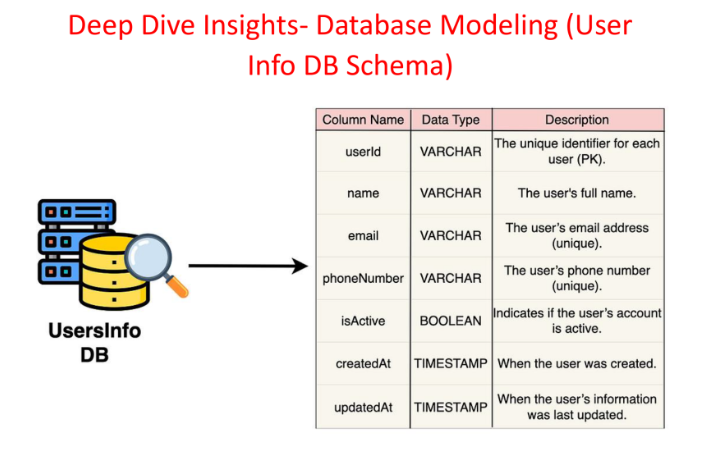 Deep Dive Insights- Database Modeling (User
Info DB Schema)
Column Name Data Type Description
userId VARCHAR The unique identifier for each
user (PK).
name VARCHAR The user's full name.
email VARCHAR The user's email address
(unique).
phoneNumber VARCHAR The user's phone number
(unique).
isActive BOOLEAN Indicates if the user's account
is active.
createdAt TIMESTAMP When the user was created.
updatedAt TIMESTAMP When the user's information
was last updated.
UsersInfo
DB